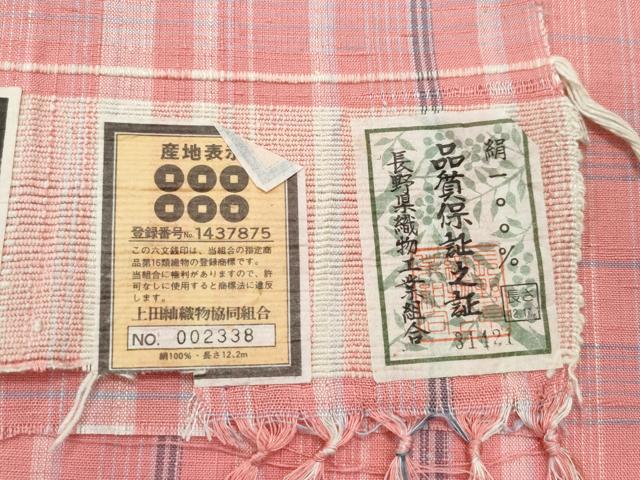 産地表示
登録番号No.1437875
この六文銭印は、当組合の指定商
品第16類織物の登録商標です。
当組合に権利がありますので、許
可なしに使用すると商標法に違反
します。
上田紬織物協同組合
NO. 002338
絹100%・長さ12.2m
絹一〇〇%
品質保証之証
長野県織物工業組合